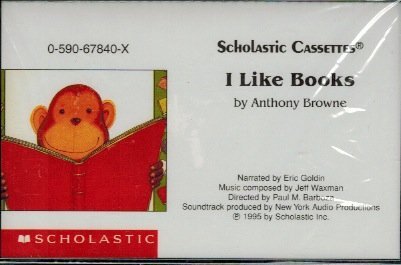 0-590-67840-X
SCHOLASTIC CASSETTES®
I Like Books
by Anthony Browne
Narrated by Eric Goldin
Music composed by Jeff Waxman
Directed by Paul M. Barboza
Soundtrack produced by New York Audio Productions
℗ 1995 by Scholastic Inc.
SCHOLASTIC